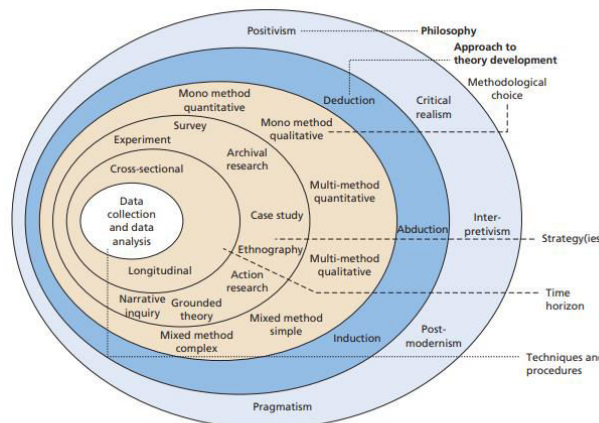 Positivism
Philosophy
Approach to
theory development
Methodological
choice
Mono method
quantitative
Deduction
Critical
realism
Survey
Mono method
qualitative
Experiment
Archival
research
Cross-sectional
Multi-method
quantitative
Data
collection
and data
analysis
Case study
Abduction
Inter-
pretivism
Strategy(ies
Ethnography
Multi-method
qualitative
Longitudinal
Action
research
Time
horizon
Narrative
inquiry
Grounded
theory
Mixed method
simple
Mixed method
complex
Induction
Post-
modernism
Techniques and
procedures
Pragmatism